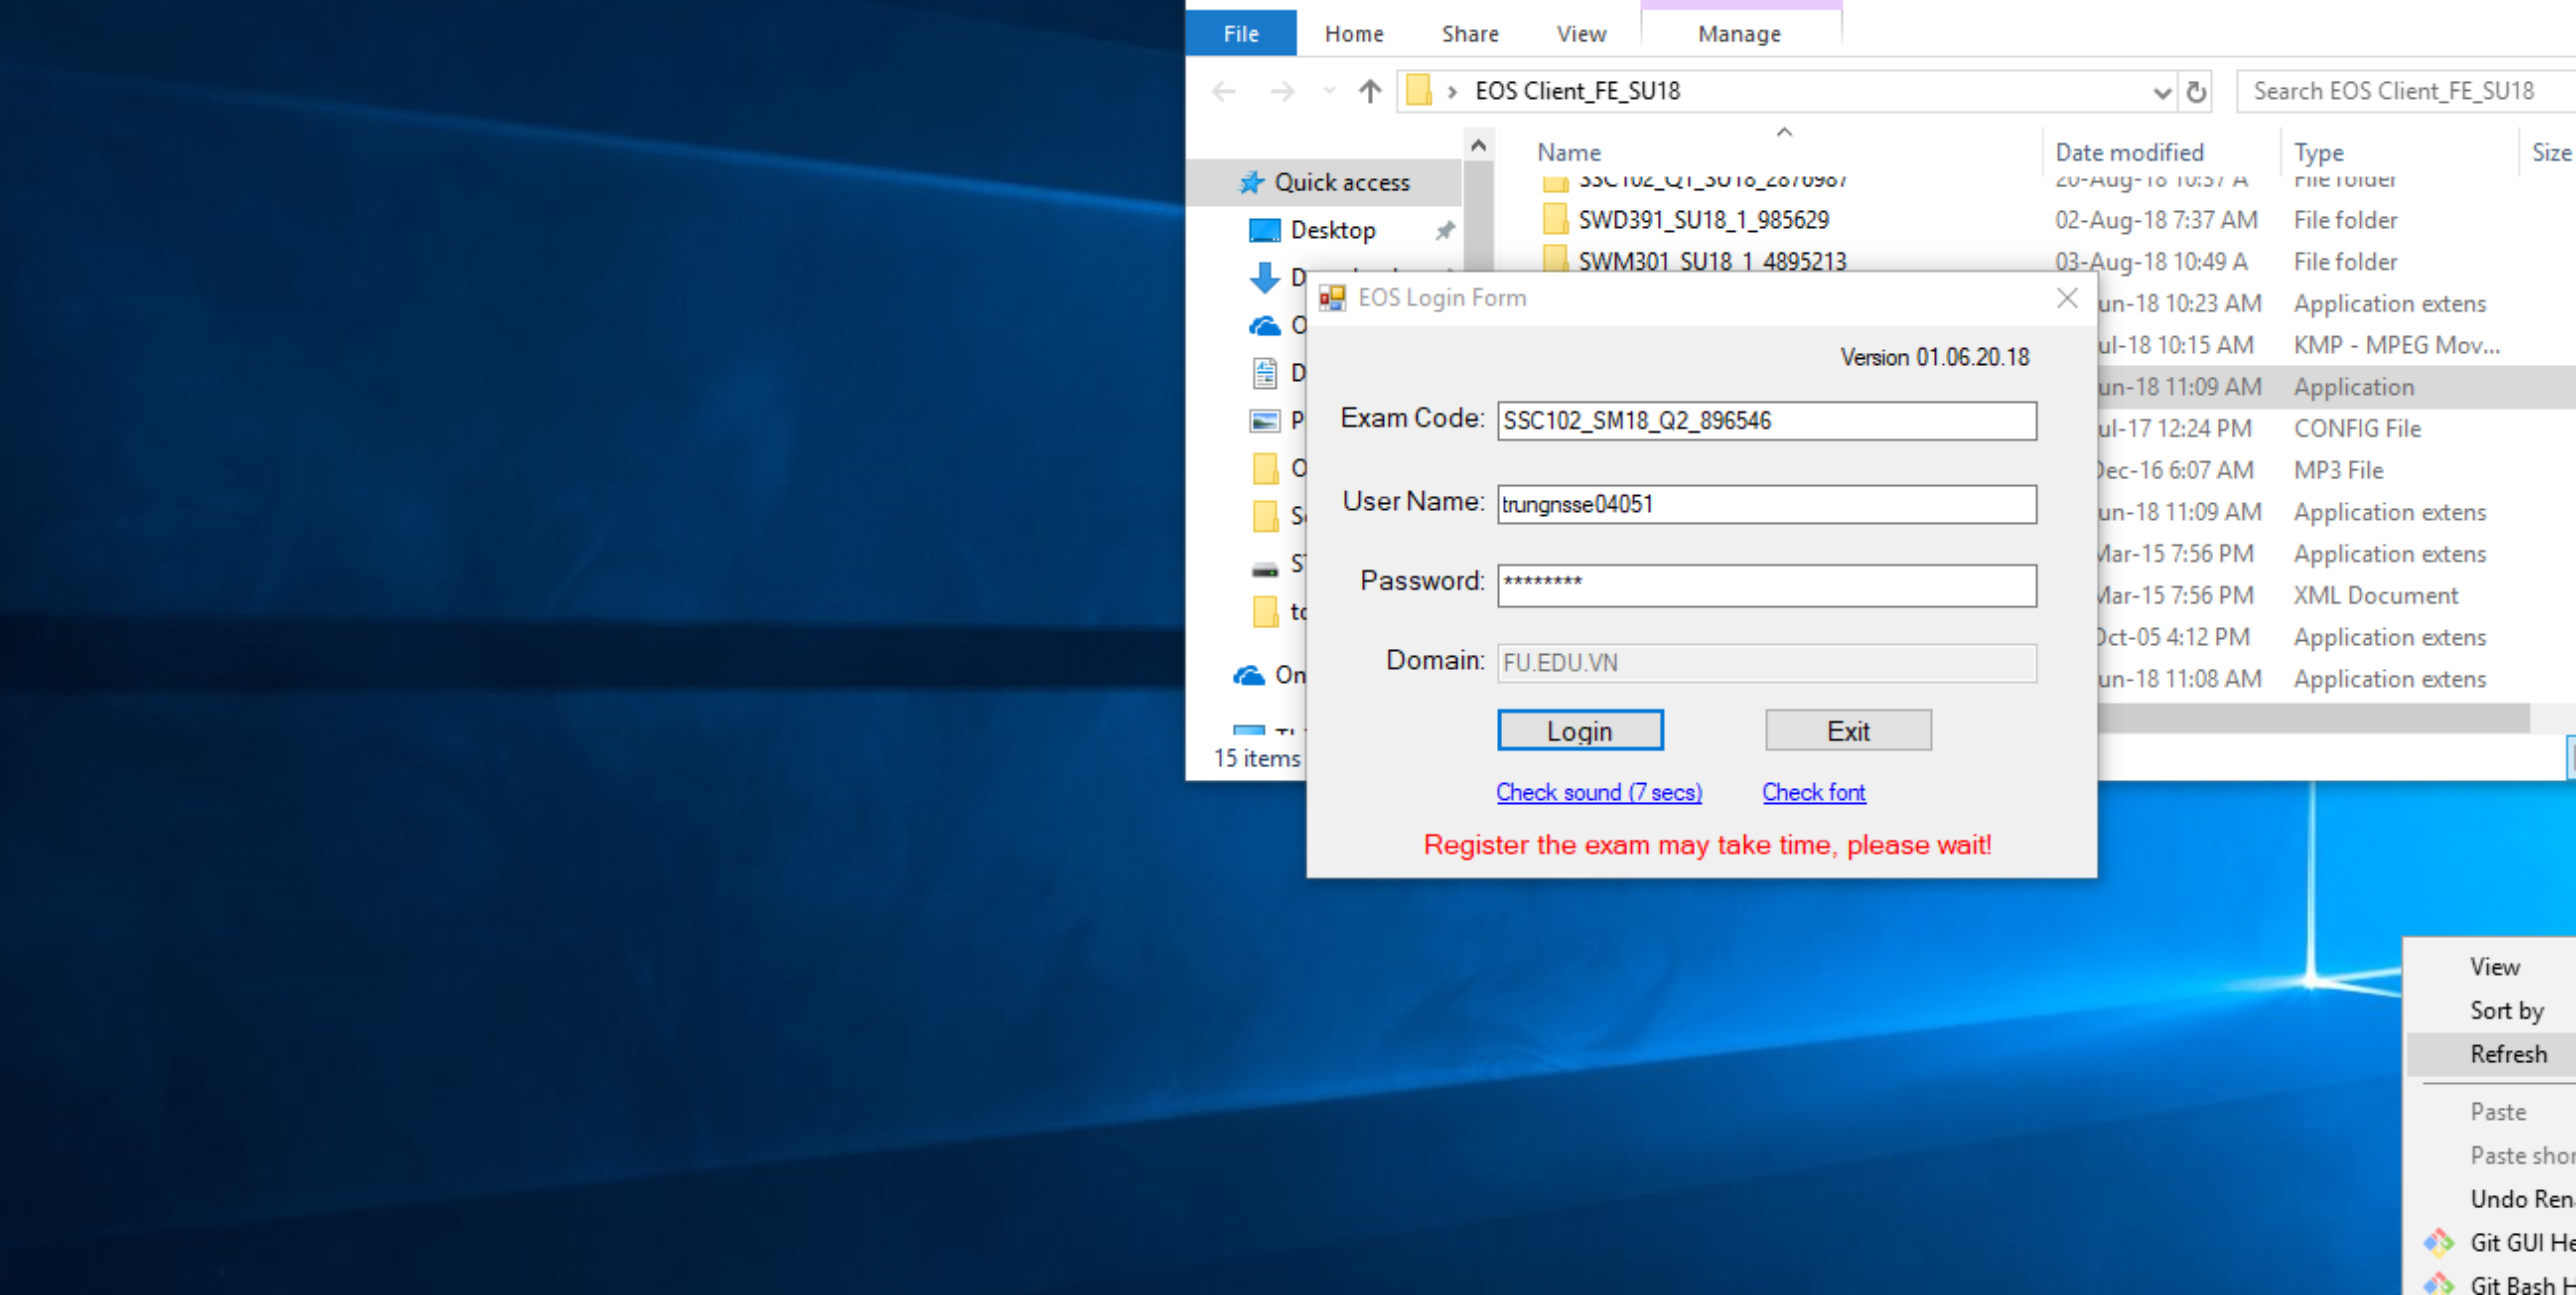 File Home Share View Manage
EOS Client_FE_SU18
Search EOS Client_FE_SU18
Name Date modified Type Size
SSC102_Q1_SU18_2876987 20-Aug-18 10:37 A File folder
Quick access
SWD391_SU18_1_985629 02-Aug-18 7:37 AM File folder
Desktop
SWM301_SU18_1_4895213 03-Aug-18 10:49 A File folder
un-18 10:23 AM Application extens
ul-18 10:15 AM KMP - MPEG Mov...
un-18 11:09 AM Application
ul-17 12:24 PM CONFIG File
Dec-16 6:07 AM MP3 File
un-18 11:09 AM Application extens
Mar-15 7:56 PM Application extens
Mar-15 7:56 PM XML Document
Oct-05 4:12 PM Application extens
un-18 11:08 AM Application extens
On
15 items
EOS Login Form
Version 01.06.20.18
Exam Code: SSC102_SM18_Q2_896546
User Name: trungnsse04051
Password: ********
Domain: FU.EDU.VN
Login Exit
Check sound (7 secs) Check font
Register the exam may take time, please wait!
View
Sort by
Refresh
Paste
Paste shor
Undo Ren
Git GUI He
Git Bash H